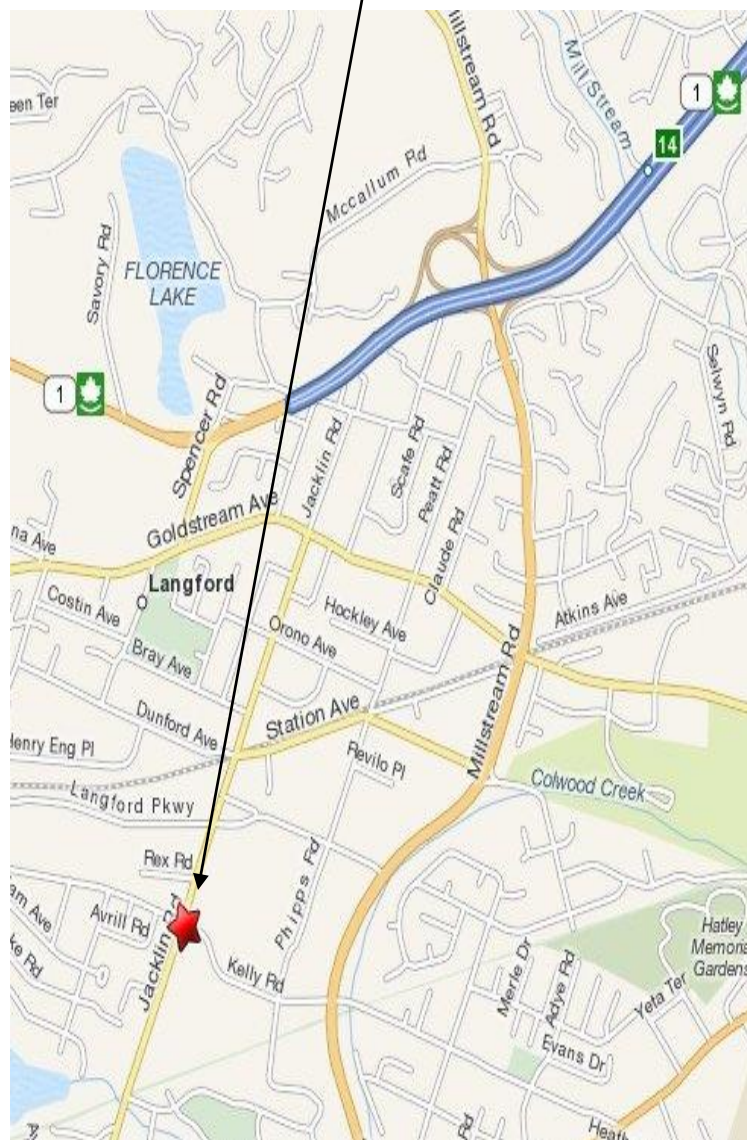 Millstream Rd
Mill Stream
1
14
een Ter
Mccallum Rd
Savory Rd
FLORENCE
LAKE
1
Selwyn Rd
Spencer Rd
Jacklin Rd
Scafe Rd
Peatt Rd
Goldstream Ave
na Ave
Claude Rd
Langford
Costin Ave
Hockley Ave
Atkins Ave
Orono Ave
Bray Ave
Millstream Rd
Dunford Ave
Station Ave
Henry Eng Pl
Revilo Pl
Colwood Creek
Langford Pkwy
Rex Rd
Phipps Rd
am Ave
Avrill Rd
Jacklin Rd
Hatley
Memoria
Gardens
ke Rd
Kelly Rd
Merle Dr
Adye Rd
Yeta Ter
Evans Dr
Rd
Heath